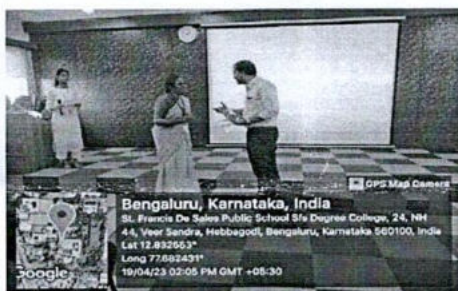 GPS Map Camera
Bengaluru, Karnataka, India
St. Francis De Sales Public School Sfs Degree College, 24, NH
44, Veer Sandra, Hebbagodi, Bengaluru, Karnataka 560100, India
Lat 12.832553°
Long 77.682431°
19/04/23 02:05 PM GMT +05:30
Google